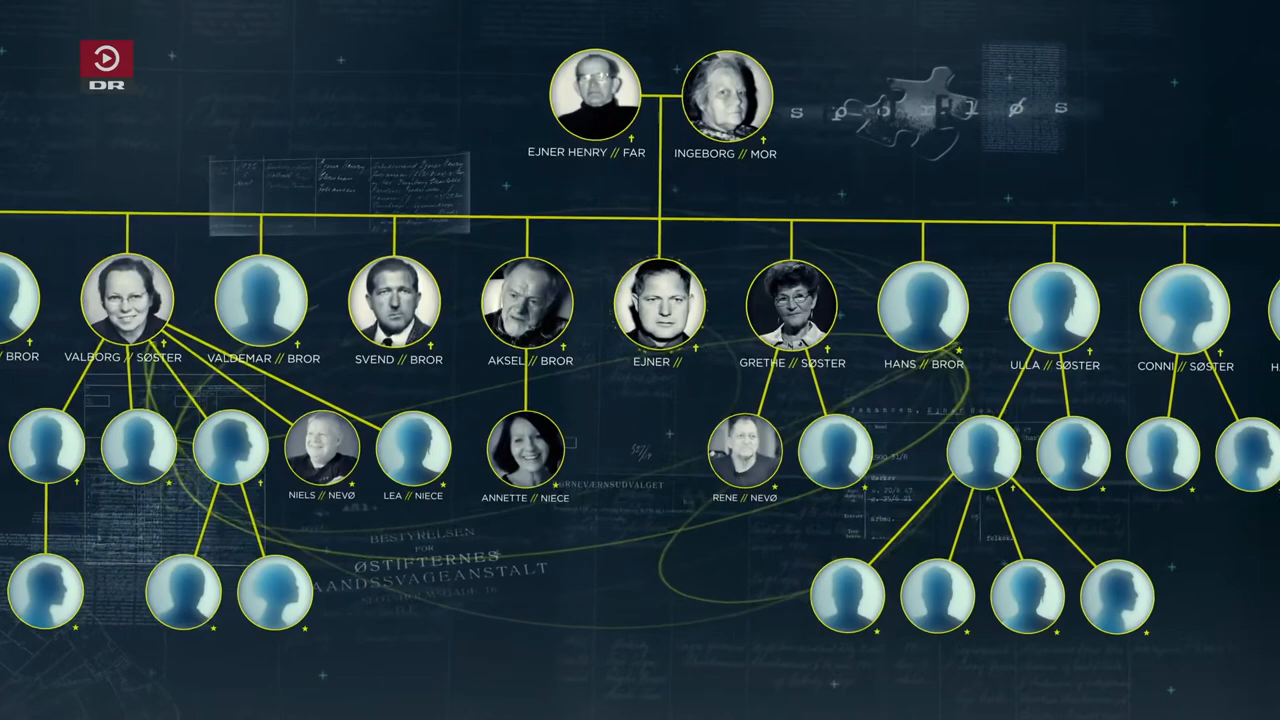 DR
EJNER HENRY // FAR
INGEBORG // MOR
s p o r l ø s
BROR
VALBORG // SØSTER
VALDEMAR // BROR
SVEND // BROR
AKSEL // BROR
EJNER //
GRETHE // SØSTER
HANS // BROR
ULLA // SØSTER
CONNI // SØSTER
NIELS // NEVØ
LEA // NIECE
ANNETTE // NIECE
RENE // NEVØ
BESTYRELSEN
FOR
ØSTIFTERNES
AANDSSVAGEANSTALT